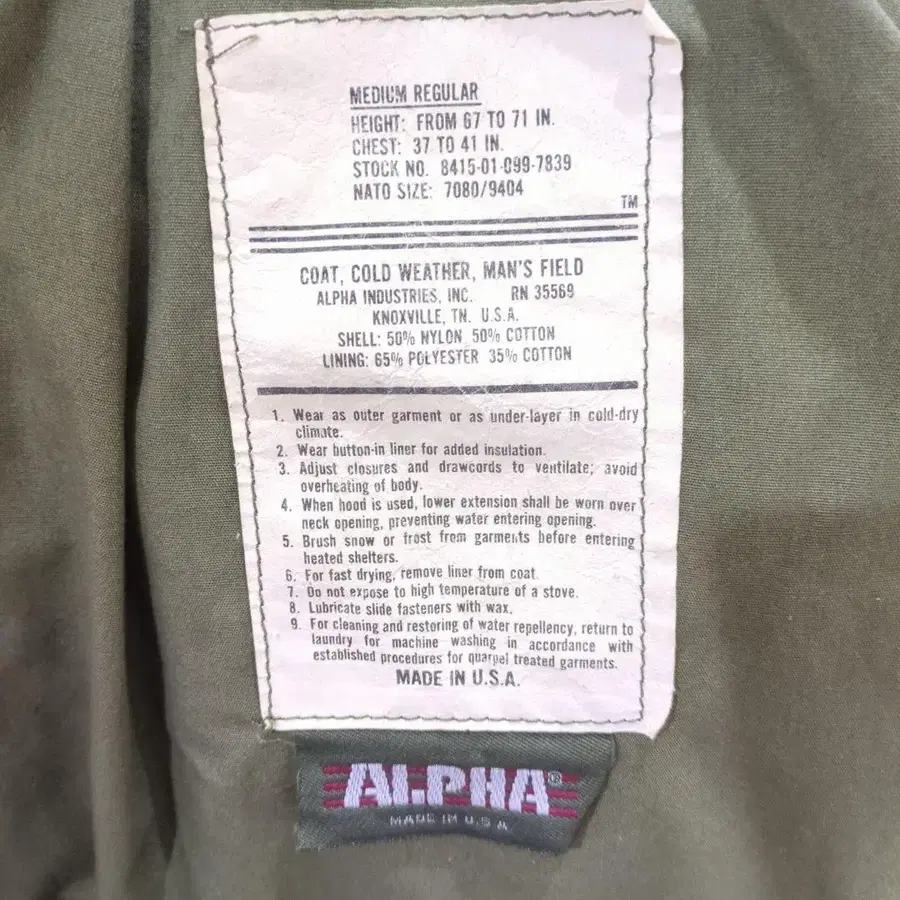 MEDIUM REGULAR
HEIGHT: FROM 67 TO 71 IN.
CHEST: 37 TO 41 IN.
STOCK NO. 8415-01-099-7839
NATO SIZE: 7080/9404
TM
COAT, COLD WEATHER, MAN'S FIELD
ALPHA INDUSTRIES, INC. RN 35569
KNOXVILLE, TN. U.S.A.
SHELL: 50% NYLON 50% COTTON
LINING: 65% POLYESTER 35% COTTON
1. Wear as outer garment or as under-layer in cold-dry
climate.
2. Wear button-in liner for added insulation.
3. Adjust closures and drawcords to ventilate; avoid
overheating of body.
4. When hood is used, lower extension shall be worn over
neck opening, preventing water entering opening.
5. Brush snow or frost from garments before entering
heated shelters.
6. For fast drying, remove liner from coat.
7. Do not expose to high temperature of a stove.
8. Lubricate slide fasteners with wax.
9. For cleaning and restoring of water repellency, return to
laundry for machine washing in accordance with
established procedures for quarpel treated garments.
MADE IN U.S.A.
ALPHA®
MADE IN U.S.A